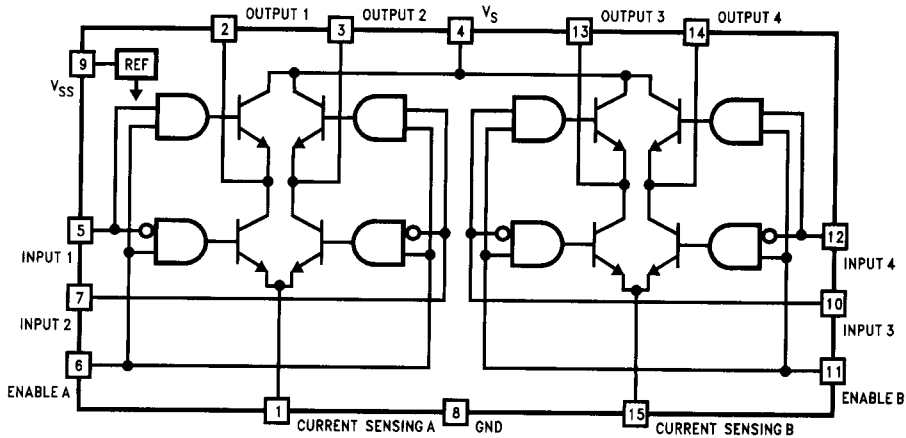 OUTPUT 1 OUTPUT 2 VS OUTPUT 3 OUTPUT 4
2 3 4 13 14
9 REF
VSS
5 12
INPUT 1 INPUT 4
7 10
INPUT 2 INPUT 3
6 11
ENABLE A ENABLE B
1 8 15
CURRENT SENSING A GND CURRENT SENSING B